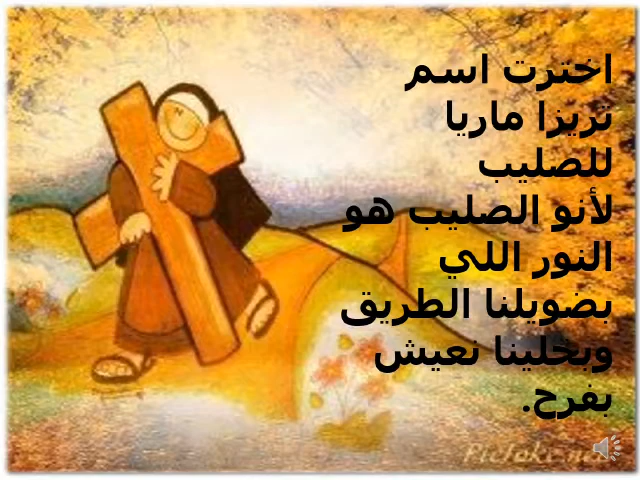 اخترت اسم
تريزا ماريا
للصليب
لأنو الصليب هو
النور اللي
بضويلنا الطريق
وبخلينا نعيش
بفرح.